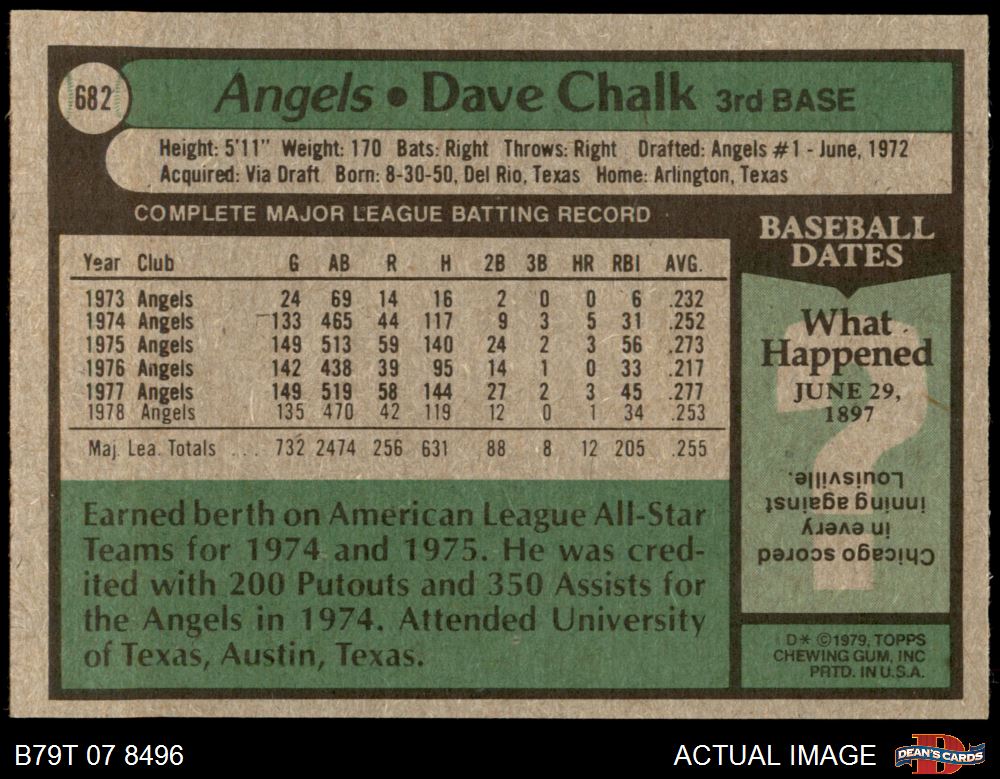 682
Angels • Dave Chalk 3rd BASE
Height: 5'11" Weight: 170 Bats: Right Throws: Right Drafted: Angels #1 - June, 1972
Acquired: Via Draft Born: 8-30-50, Del Rio, Texas Home: Arlington, Texas
COMPLETE MAJOR LEAGUE BATTING RECORD
Year Club G AB R H 2B 3B HR RBI AVG.
1973 Angels 24 69 14 16 2 0 0 6 .232
1974 Angels 133 465 44 117 9 3 5 31 .252
1975 Angels 149 513 59 140 24 2 3 56 .273
1976 Angels 142 438 39 95 14 1 0 33 .217
1977 Angels 149 519 58 144 27 2 3 45 .277
1978 Angels 135 470 42 119 12 0 1 34 .253
Maj. Lea. Totals . . . 732 2474 256 631 88 8 12 205 .255
Earned berth on American League All-Star
Teams for 1974 and 1975. He was cred-
ited with 200 Putouts and 350 Assists for
the Angels in 1974. Attended University
of Texas, Austin, Texas.
BASEBALL
DATES
What
Happened
JUNE 29,
1897
?
Chicago scored
in every
inning against
Louisville.
D* ©1979, TOPPS
CHEWING GUM, INC
PRTD. IN U.S.A.
B79T 07 8496
ACTUAL IMAGE
D
DEAN'S CARDS